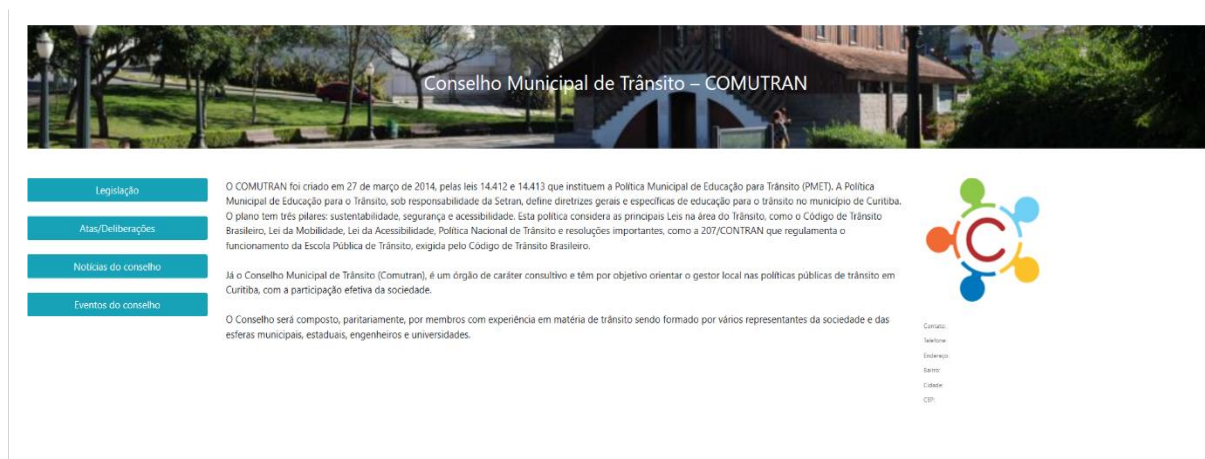 Conselho Municipal de Trânsito – COMUTRAN
Legislação
Atas/Deliberações
Notícias do conselho
Eventos do conselho
O COMUTRAN foi criado em 27 de março de 2014, pelas leis 14.412 e 14.413 que instituem a Política Municipal de Educação para Trânsito (PMET). A Política
Municipal de Educação para o Trânsito, sob responsabilidade da Setran, define diretrizes gerais e específicas de educação para o trânsito no município de Curitiba.
O plano tem três pilares: sustentabilidade, segurança e acessibilidade. Esta política considera as principais Leis na área do Trânsito, como o Código de Trânsito
Brasileiro, Lei da Mobilidade, Lei da Acessibilidade, Política Nacional de Trânsito e resoluções importantes, como a 207/CONTRAN que regulamenta o
funcionamento da Escola Pública de Trânsito, exigida pelo Código de Trânsito Brasileiro.
Já o Conselho Municipal de Trânsito (Comutran), é um órgão de caráter consultivo e têm por objetivo orientar o gestor local nas políticas públicas de trânsito em
Curitiba, com a participação efetiva da sociedade.
O Conselho será composto, paritariamente, por membros com experiência em matéria de trânsito sendo formado por vários representantes da sociedade e das
esferas municipais, estaduais, engenheiros e universidades.
C
Contato:
Telefone:
Endereço:
Bairro:
Cidade:
CEP: